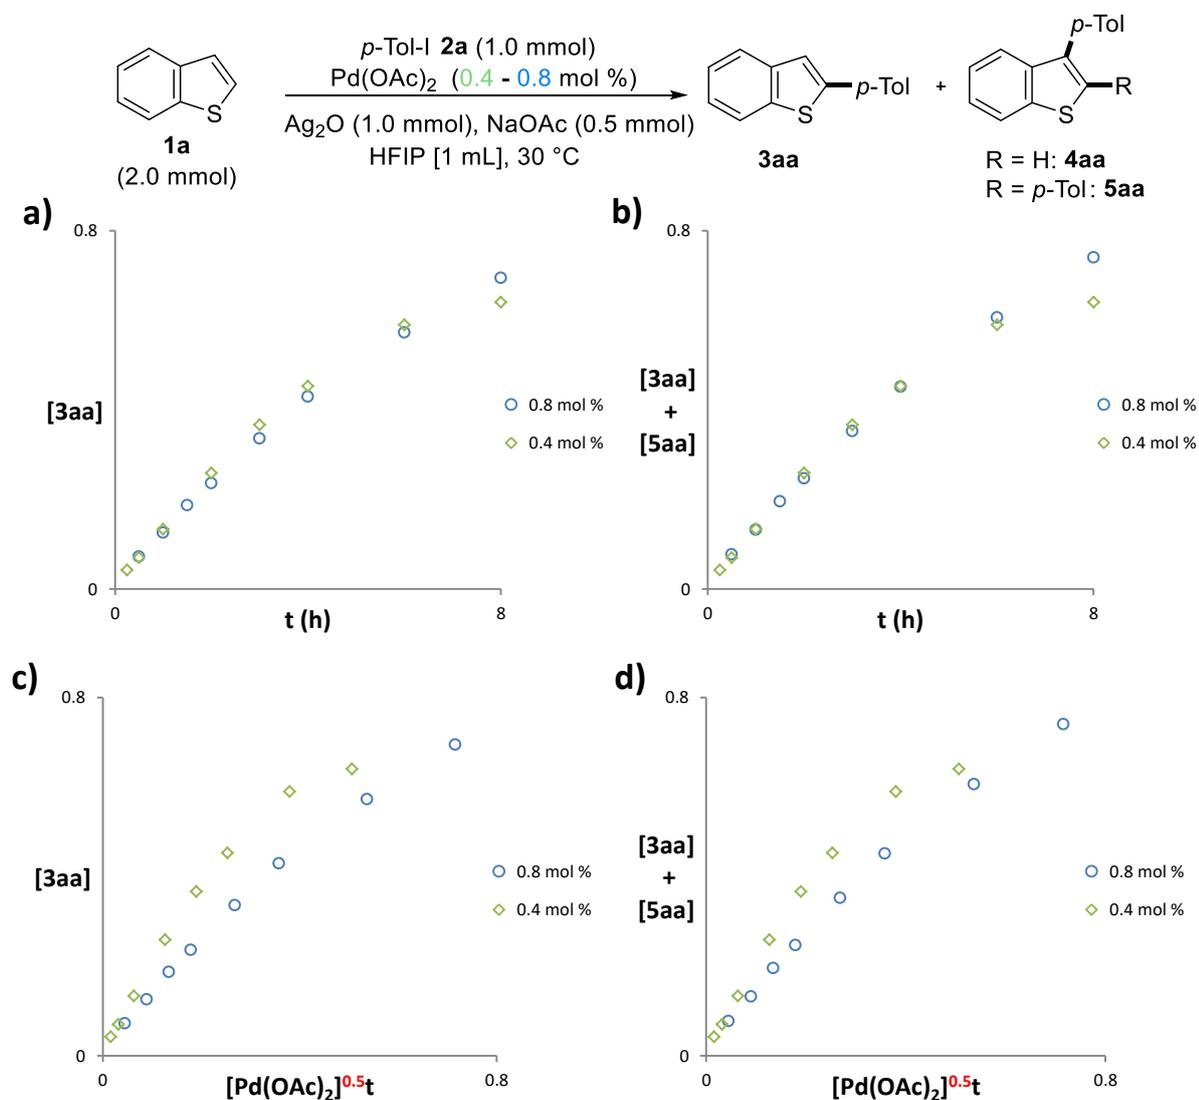 p-Tol-I 2a (1.0 mmol)
Pd(OAc)2 (0.4 - 0.8 mol %)
Ag2O (1.0 mmol), NaOAc (0.5 mmol)
HFIP [1 mL], 30 °C
S
1a
(2.0 mmol)
S
p-Tol
3aa
+
p-Tol
R
S
R = H: 4aa
R = p-Tol: 5aa
a)
0.8
[3aa]
0.8 mol %
0.4 mol %
0
0
8
t (h)
b)
0.8
[3aa]
+
[5aa]
0.8 mol %
0.4 mol %
0
0
8
t (h)
c)
0.8
[3aa]
0.8 mol %
0.4 mol %
0
0
0.8
[Pd(OAc)2]0.5t
d)
0.8
[3aa]
+
[5aa]
0.8 mol %
0.4 mol %
0
0
0.8
[Pd(OAc)2]0.5t